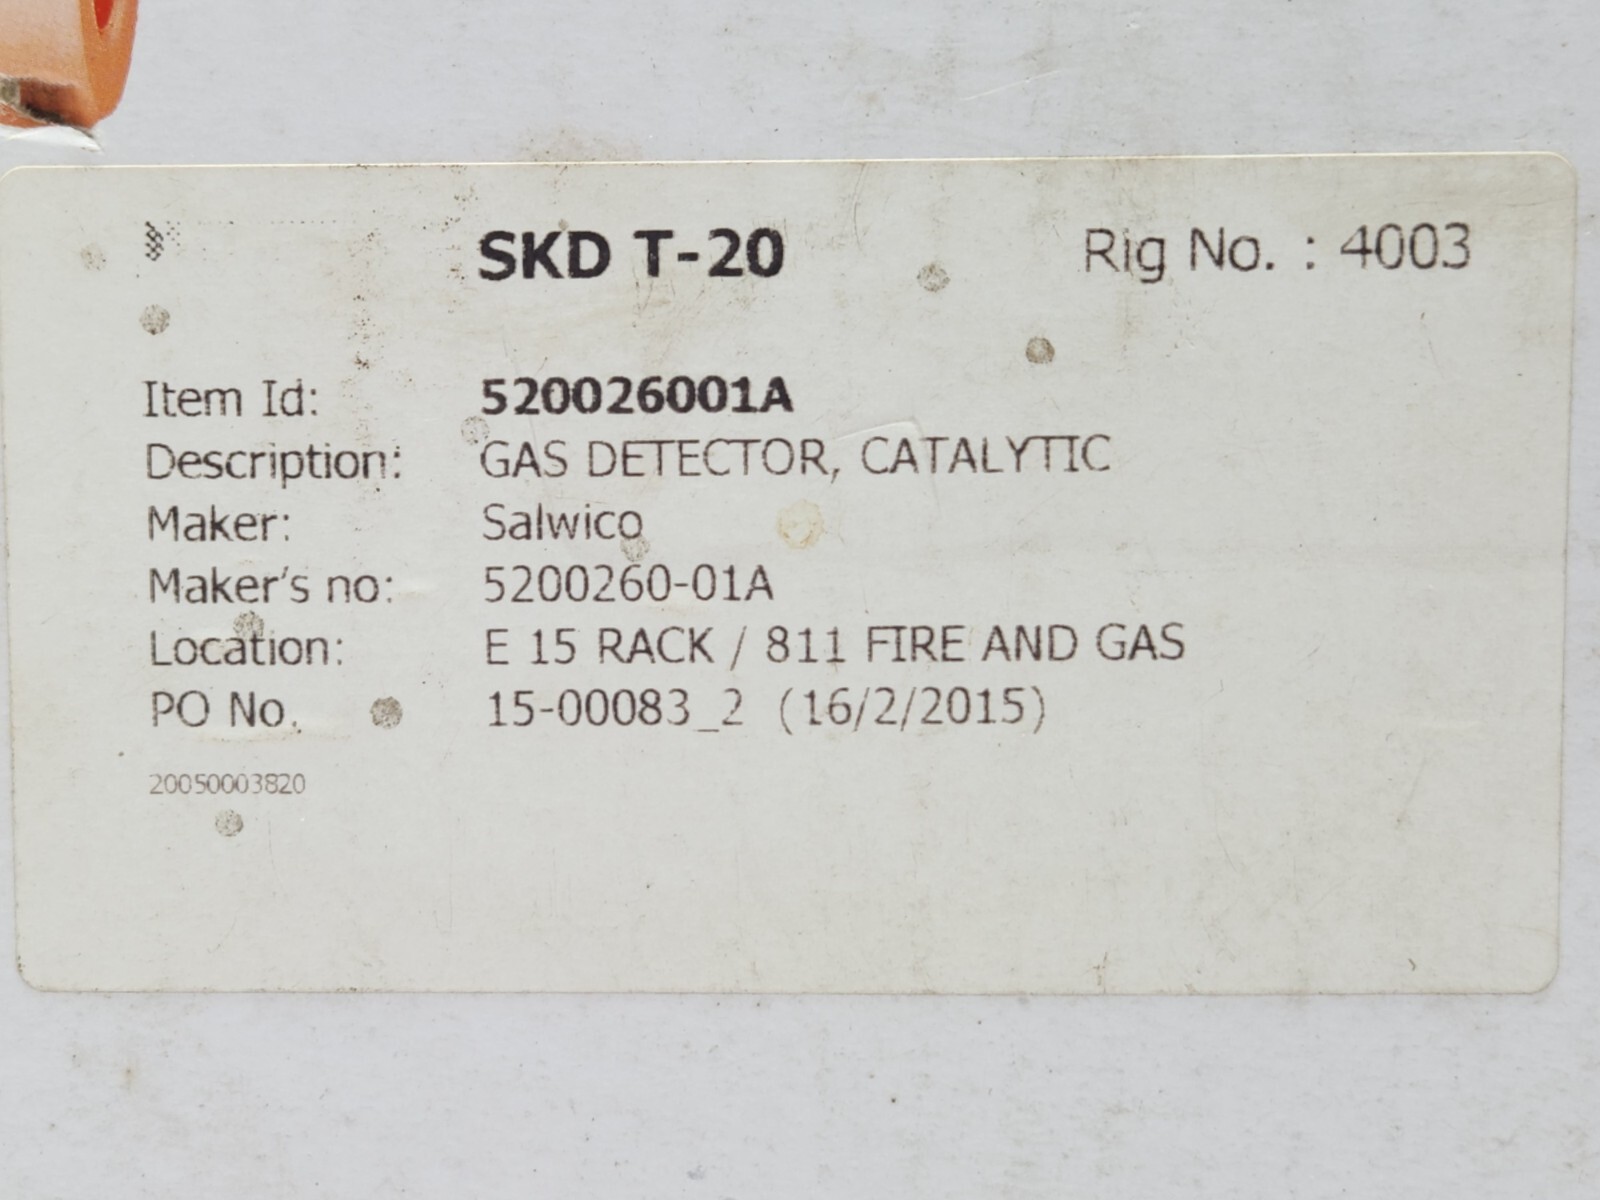 SKD T-20 Rig No. : 4003
Item Id: 520026001A
Description: GAS DETECTOR, CATALYTIC
Maker: Salwico
Maker's no: 5200260-01A
Location: E 15 RACK / 811 FIRE AND GAS
PO No. 15-00083_2 (16/2/2015)
20050003820